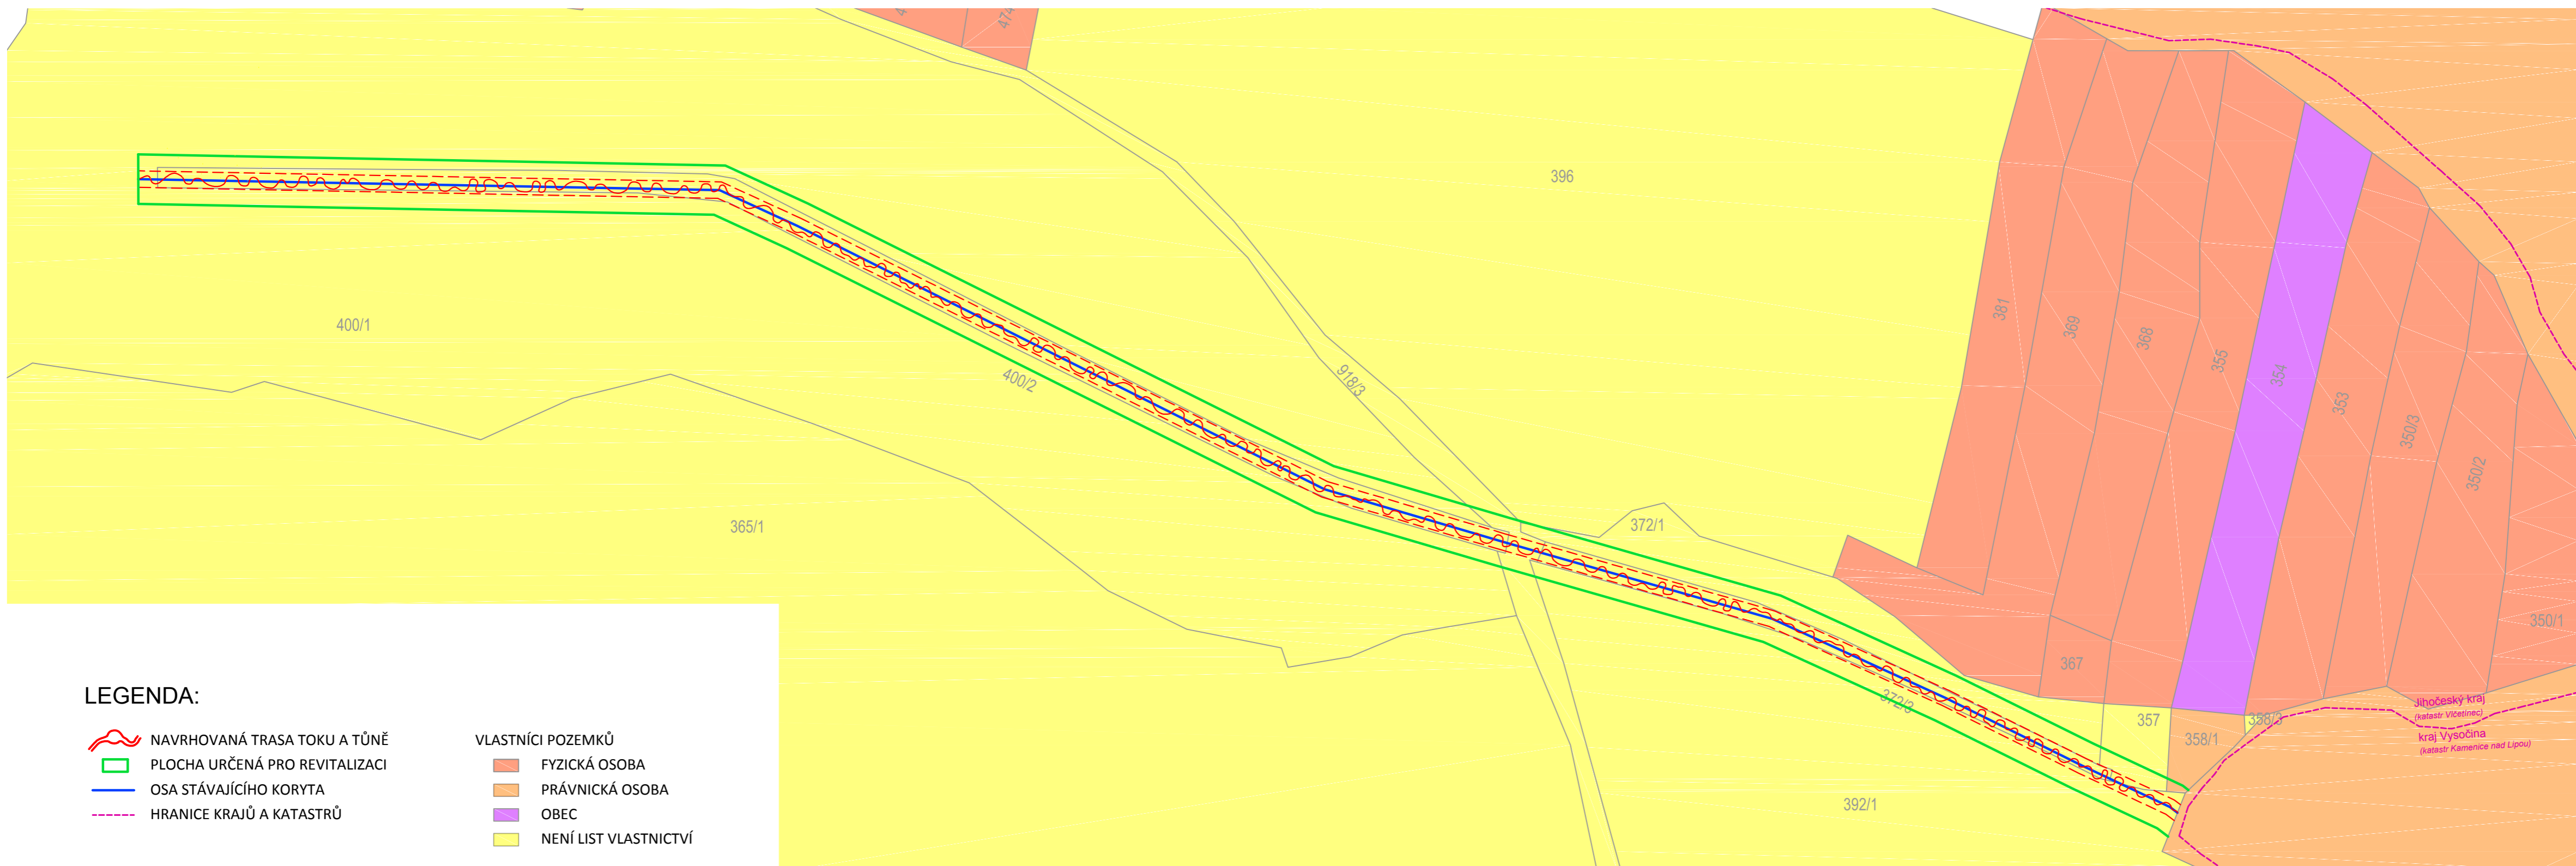 474
396
381
369
368
355
354
353
350/3
350/2
350/1
400/1
400/2
918/3
365/1
372/1
367
372/3
357
358/1
358/3
392/1
Jihočeský kraj
(katastr Vlčetínec)
kraj Vysočina
(katastr Kamenice nad Lipou)
LEGENDA:
NAVRHOVANÁ TRASA TOKU A TŮNĚ
PLOCHA URČENÁ PRO REVITALIZACI
OSA STÁVAJÍCÍHO KORYTA
HRANICE KRAJŮ A KATASTRŮ
VLASTNÍCI POZEMKŮ
FYZICKÁ OSOBA
PRÁVNICKÁ OSOBA
OBEC
NENÍ LIST VLASTNICTVÍ